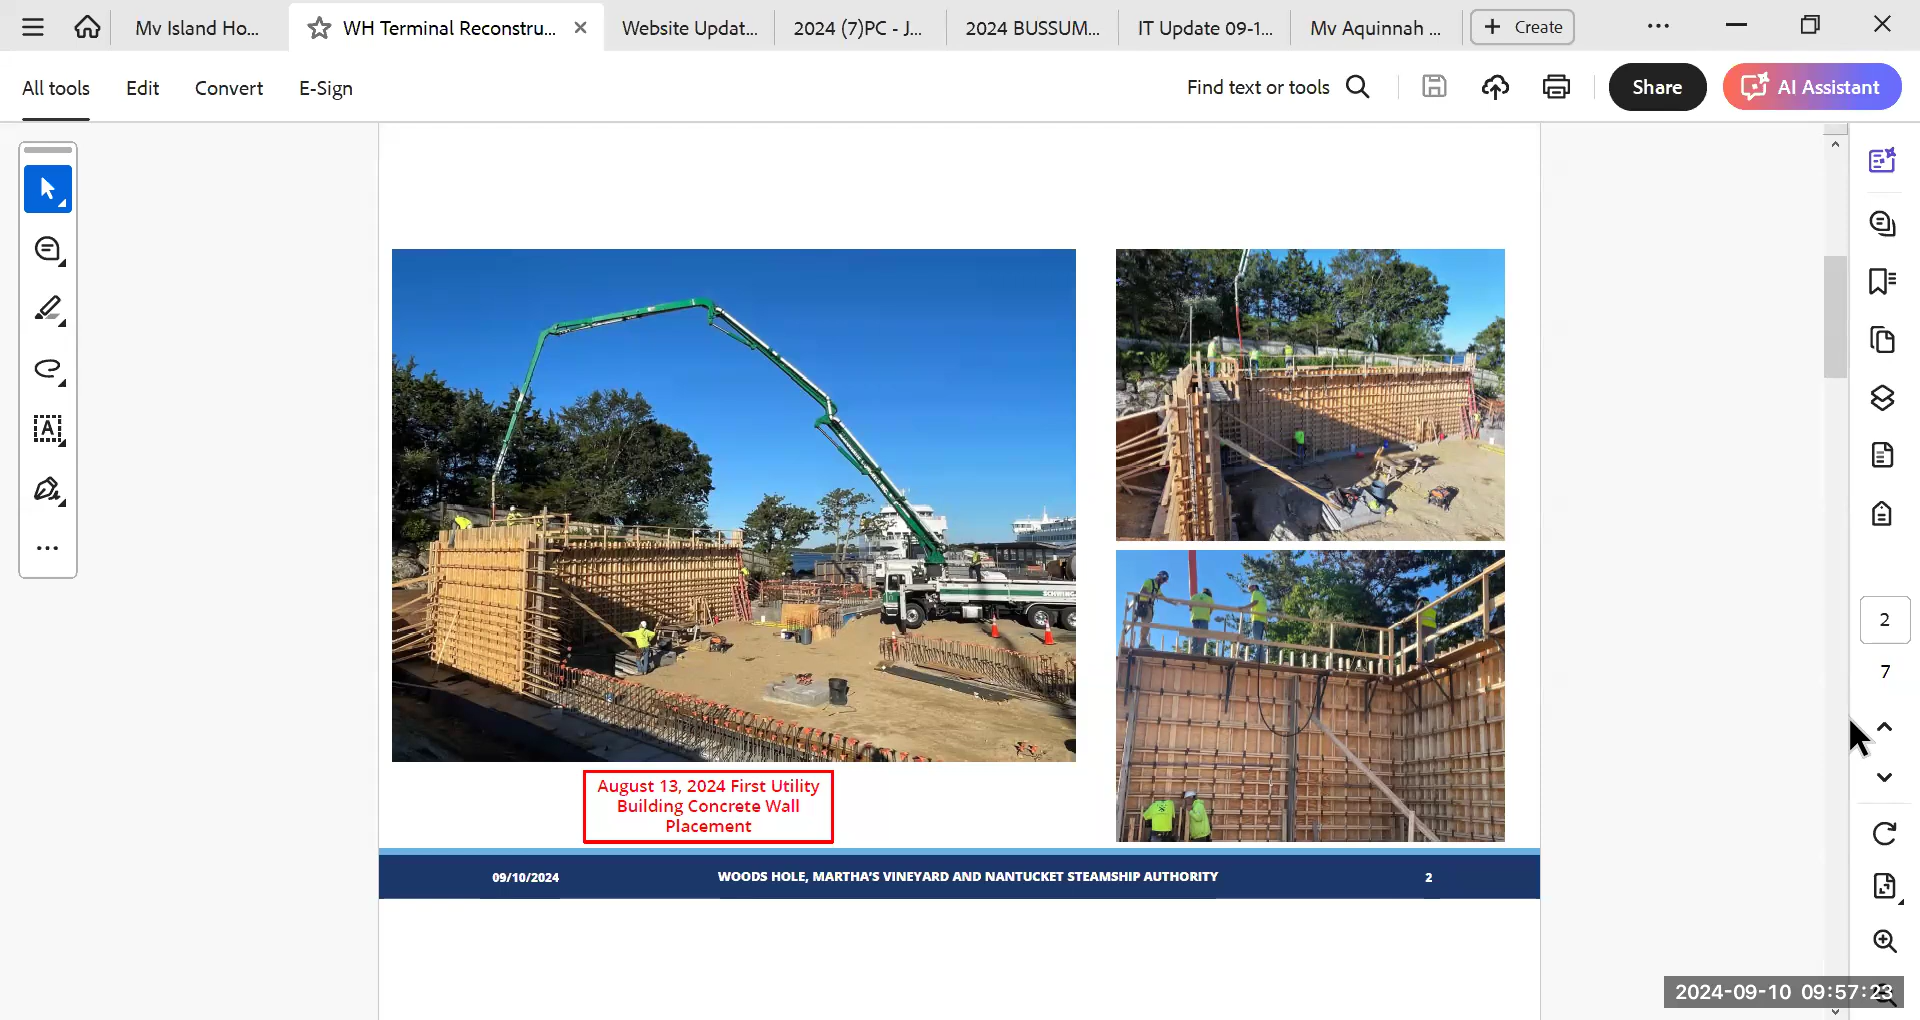 Mv Island Ho...
WH Terminal Reconstru...
Website Updat...
2024 (7)PC - J...
2024 BUSSUM...
IT Update 09-1...
Mv Aquinnah ...
Create
All tools
Edit
Convert
E-Sign
Find text or tools
Share
AI Assistant
A
2
7
August 13, 2024 First Utility
Building Concrete Wall
Placement
09/10/2024
WOODS HOLE, MARTHA'S VINEYARD AND NANTUCKET STEAMSHIP AUTHORITY
2
2024-09-10 09:57:23